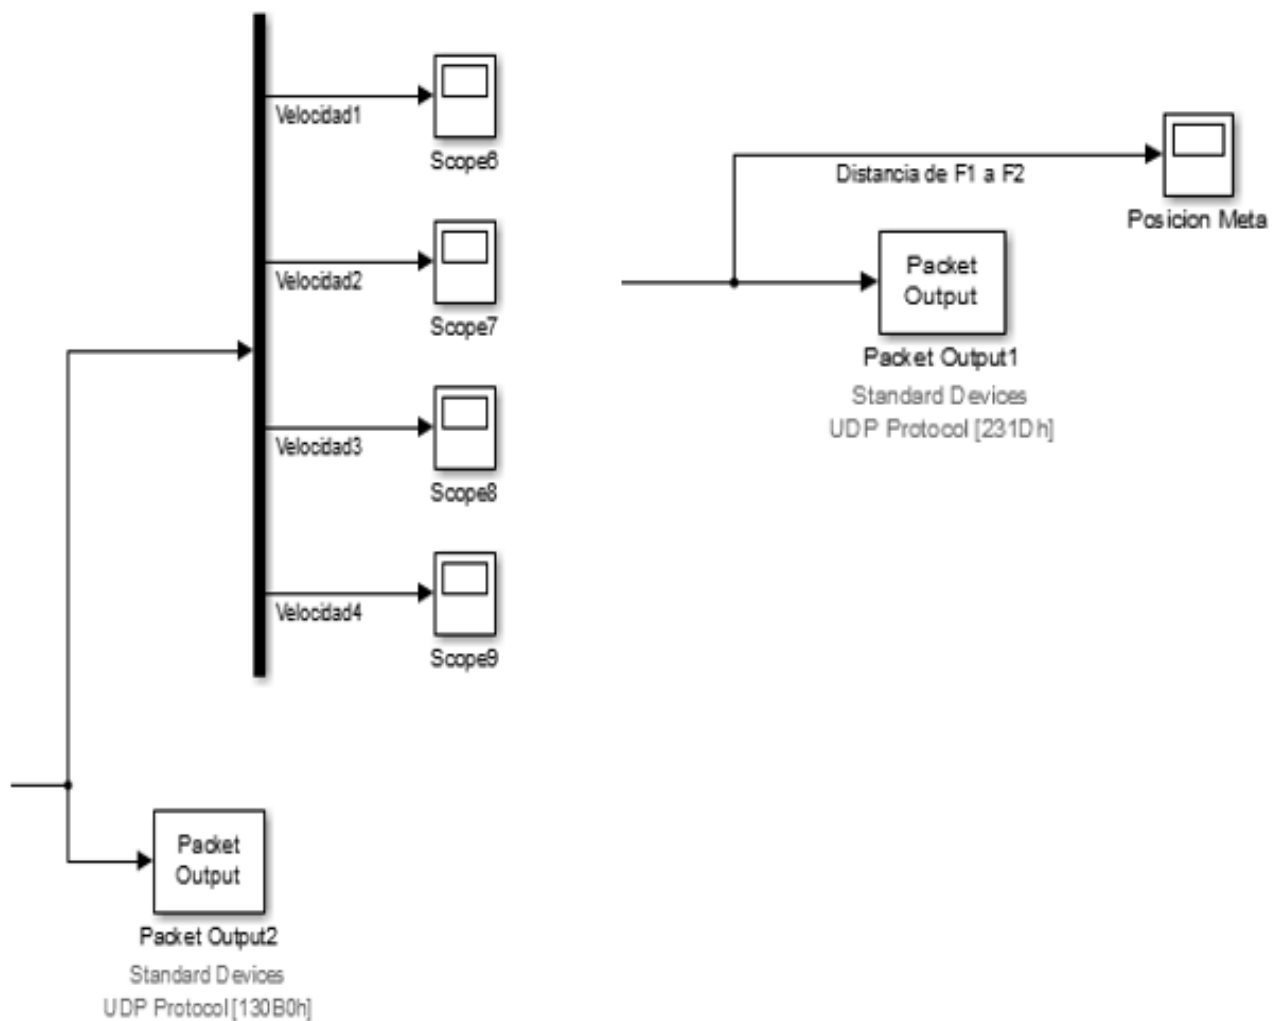 Velocidad1
Scope6
Velocidad2
Scope7
Velocidad3
Scope8
Velocidad4
Scope9
Packet
Output
Packet Output2
Standard Devices
UDP Protocol [130B0h]
Distancia de F1 a F2
Posicion Meta
Packet
Output
Packet Output1
Standard Devices
UDP Protocol [231Dh]